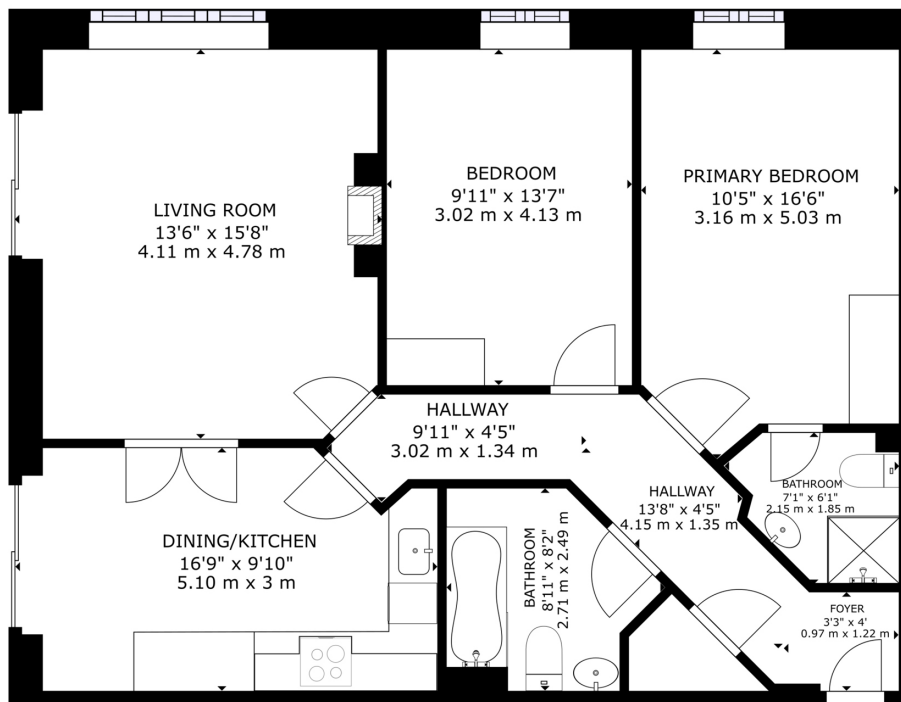 BEDROOM
9'11" x 13'7"
3.02 m x 4.13 m
PRIMARY BEDROOM
10'5" x 16'6"
3.16 m x 5.03 m
LIVING ROOM
13'6" x 15'8"
4.11 m x 4.78 m
HALLWAY
9'11" x 4'5"
3.02 m x 1.34 m
HALLWAY
13'8" x 4'5"
4.15 m x 1.35 m
BATHROOM
7'1" x 6'1"
2.15 m x 1.85 m
DINING/KITCHEN
16'9" x 9'10"
5.10 m x 3 m
BATHROOM
8'11" x 8'2"
2.71 m x 2.49 m
FOYER
3'3" x 4'
0.97 m x 1.22 m